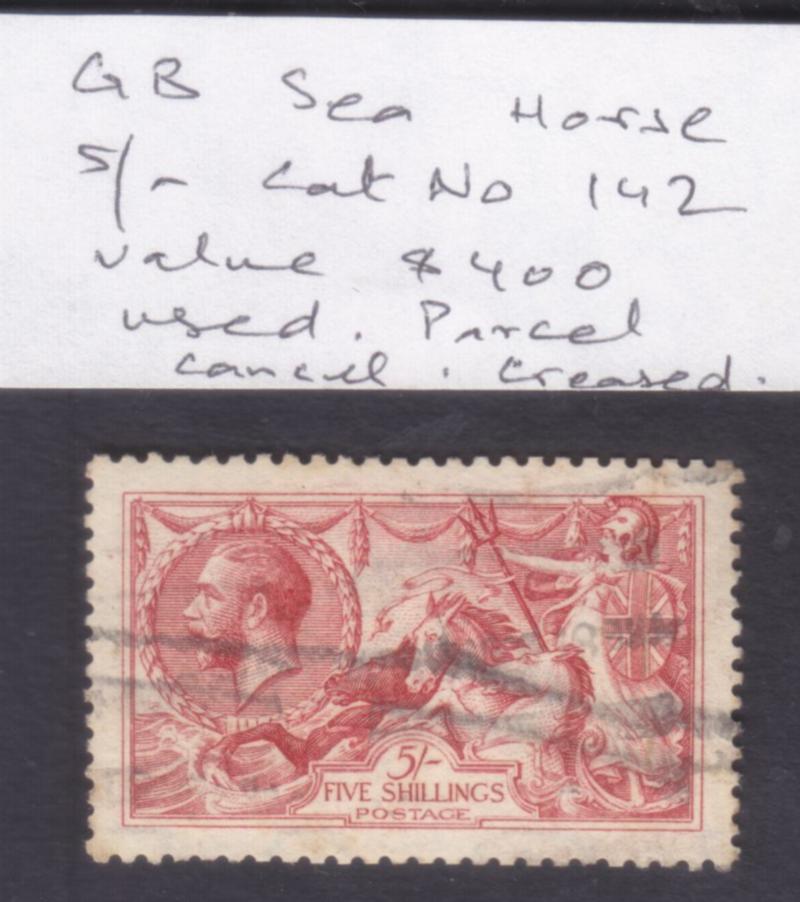 GB Sea Horse
5/- Cat No 142
value $400
used. Parcel
cancel. Creased.
5/-
FIVE SHILLINGS
POSTAGE